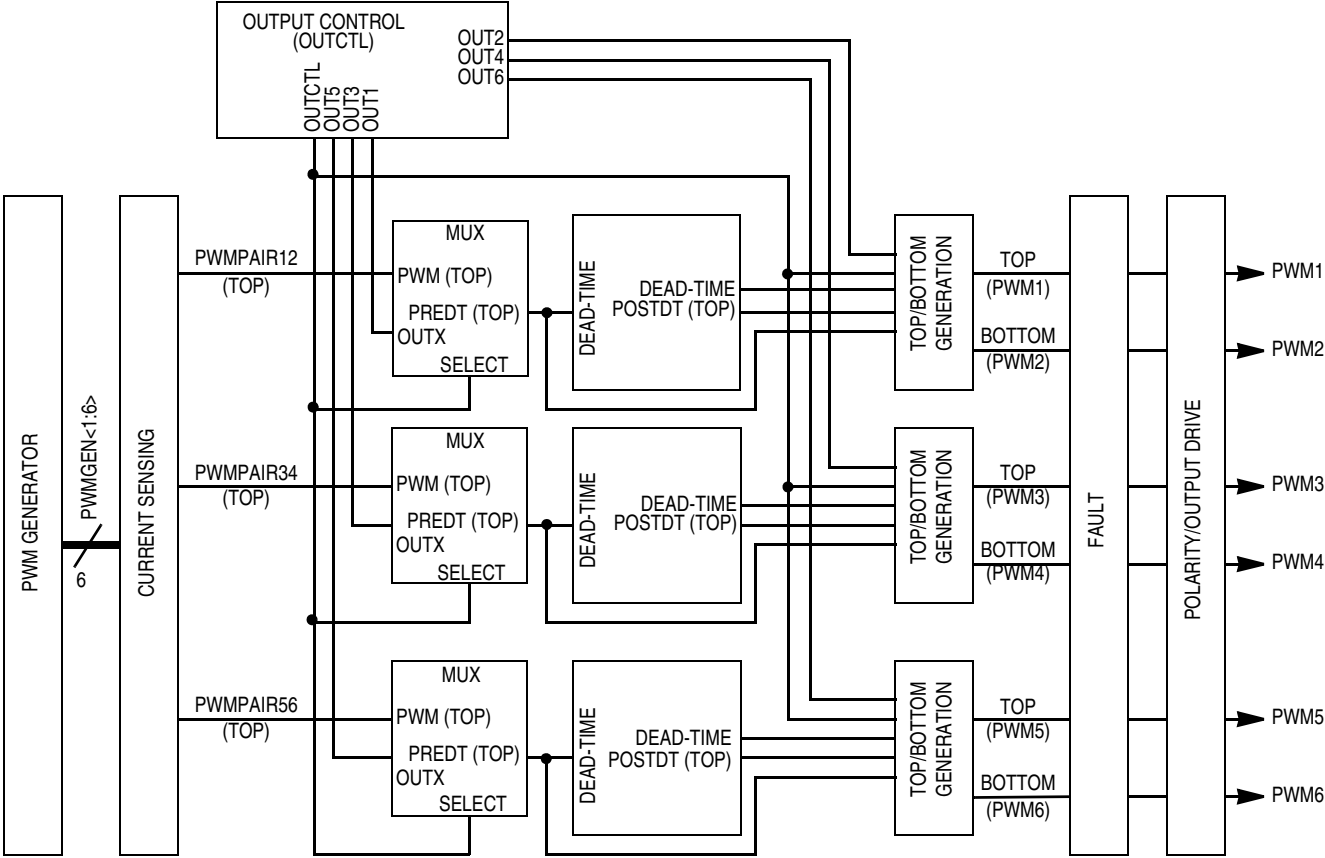 OUTPUT CONTROL
(OUTCTL)
OUT2
OUT4
OUT6
OUTCTL
OUT5
OUT3
OUT1
PWM GENERATOR
PWMGEN<1:6>
6
CURRENT SENSING
PWMPAIR12
(TOP)
MUX
PWM (TOP)
PREDT (TOP)
OUTX
SELECT
DEAD-TIME
DEAD-TIME
POSTDT (TOP)
TOP/BOTTOM
GENERATION
TOP
(PWM1)
BOTTOM
(PWM2)
PWMPAIR34
(TOP)
MUX
PWM (TOP)
PREDT (TOP)
OUTX
SELECT
DEAD-TIME
DEAD-TIME
POSTDT (TOP)
TOP/BOTTOM
GENERATION
TOP
(PWM3)
BOTTOM
(PWM4)
PWMPAIR56
(TOP)
MUX
PWM (TOP)
PREDT (TOP)
OUTX
SELECT
DEAD-TIME
DEAD-TIME
POSTDT (TOP)
TOP/BOTTOM
GENERATION
TOP
(PWM5)
BOTTOM
(PWM6)
FAULT
POLARITY/OUTPUT DRIVE
PWM1
PWM2
PWM3
PWM4
PWM5
PWM6